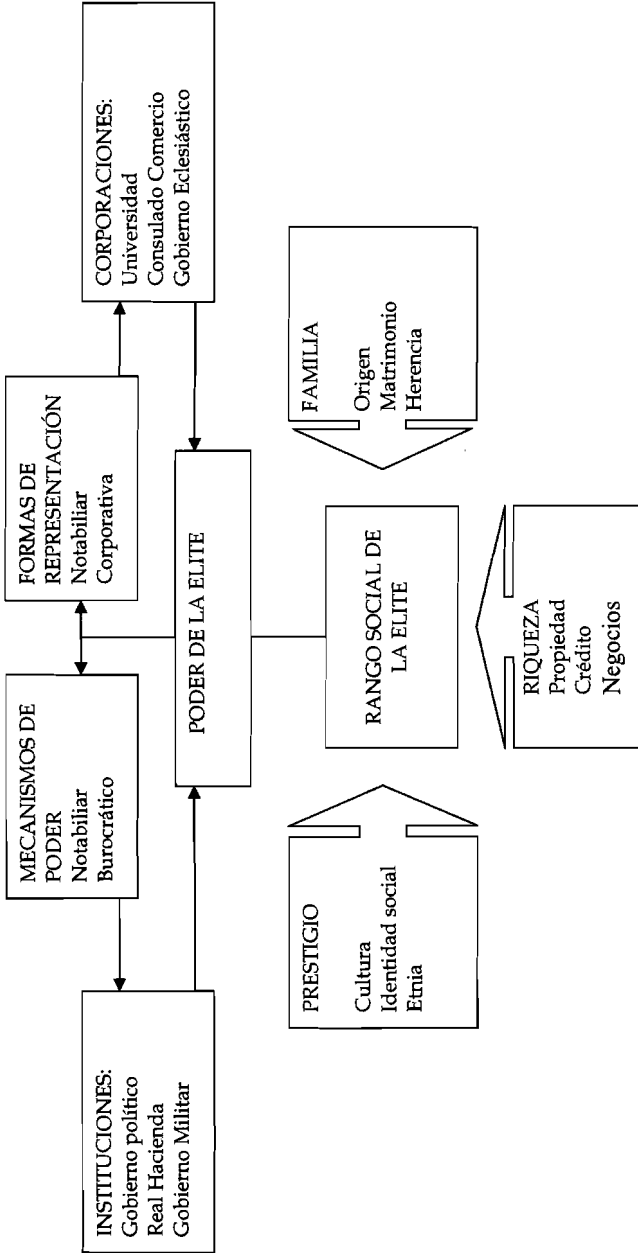 INSTITUCIONES:
Gobierno político
Real Hacienda
Gobierno Militar
MECANISMOS DE
PODER
Notabiliar
Burocrático
FORMAS DE
REPRESENTACIÓN
Notabiliar
Corporativa
CORPORACIONES:
Universidad
Consulado Comercio
Gobierno Eclesiástico
PODER DE LA ELITE
PRESTIGIO
Cultura
Identidad social
Etnia
RANGO SOCIAL DE
LA ELITE
FAMILIA
Origen
Matrimonio
Herencia
RIQUEZA
Propiedad
Crédito
Negocios